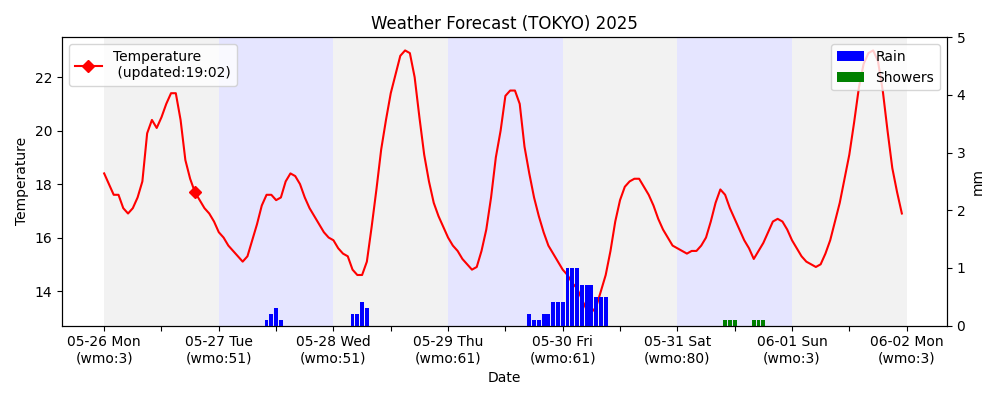 Weather Forecast (TOKYO) 2025
Temperature
(updated:19:02)
Rain
Showers
Temperature
22
20
18
16
14
5
4
3
2
1
0
mm
05-26 Mon 05-27 Tue 05-28 Wed 05-29 Thu 05-30 Fri 05-31 Sat 06-01 Sun 06-02 Mon
(wmo:3) (wmo:51) (wmo:51) (wmo:61) (wmo:61) (wmo:80) (wmo:3) (wmo:3)
Date